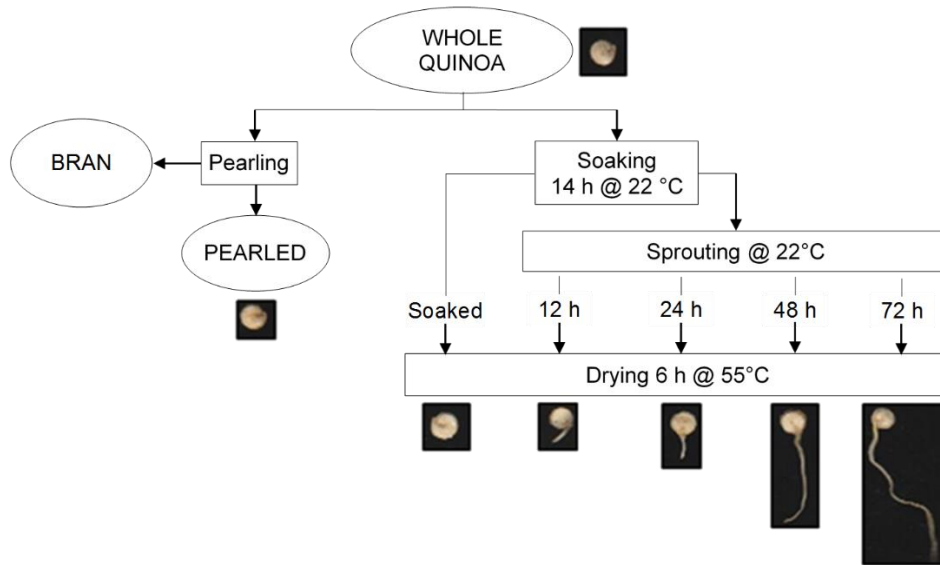 WHOLE
QUINOA
BRAN
Pearling
Soaking
14 h @ 22 °C
PEARLED
Sprouting @ 22°C
Soaked
12 h
24 h
48 h
72 h
Drying 6 h @ 55°C